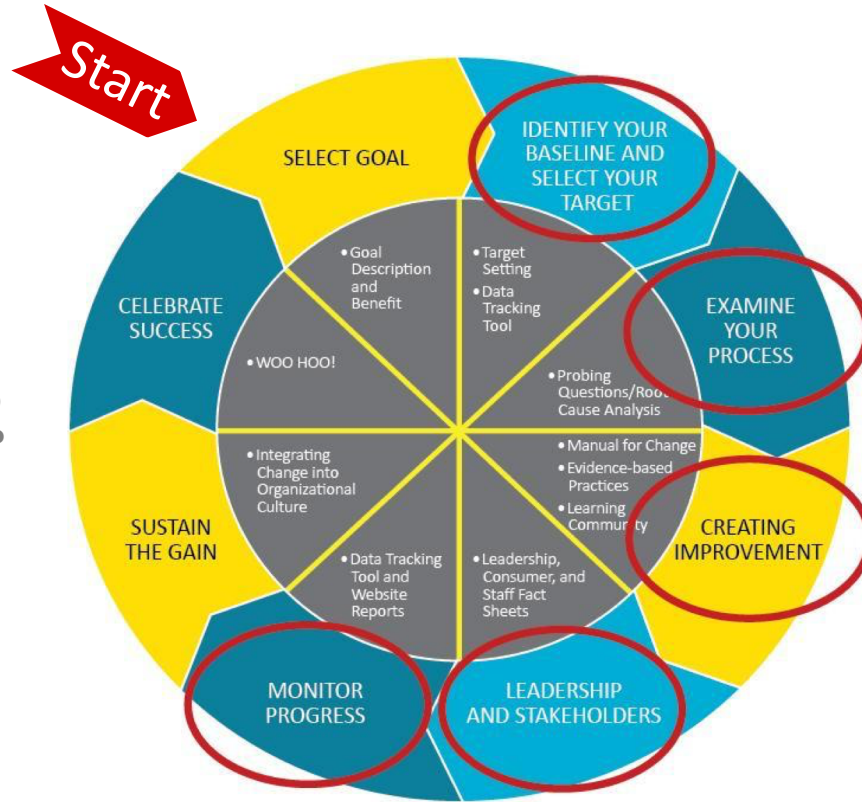 Start
SELECT GOAL
IDENTIFY YOUR
BASELINE AND
SELECT YOUR
TARGET
EXAMINE
YOUR
PROCESS
CREATING
IMPROVEMENT
LEADERSHIP
AND STAKEHOLDERS
MONITOR
PROGRESS
SUSTAIN
THE GAIN
CELEBRATE
SUCCESS
• Goal
Description
and
Benefit
• Target
Setting
• Data
Tracking
Tool
• Probing
Questions/Root
Cause Analysis
• Manual for Change
• Evidence-based
Practices
• Learning
Community
• Leadership,
Consumer, and
Staff Fact
Sheets
• Data Tracking
Tool and
Website
Reports
• Integrating
Change into
Organizational
Culture
• WOO HOO!